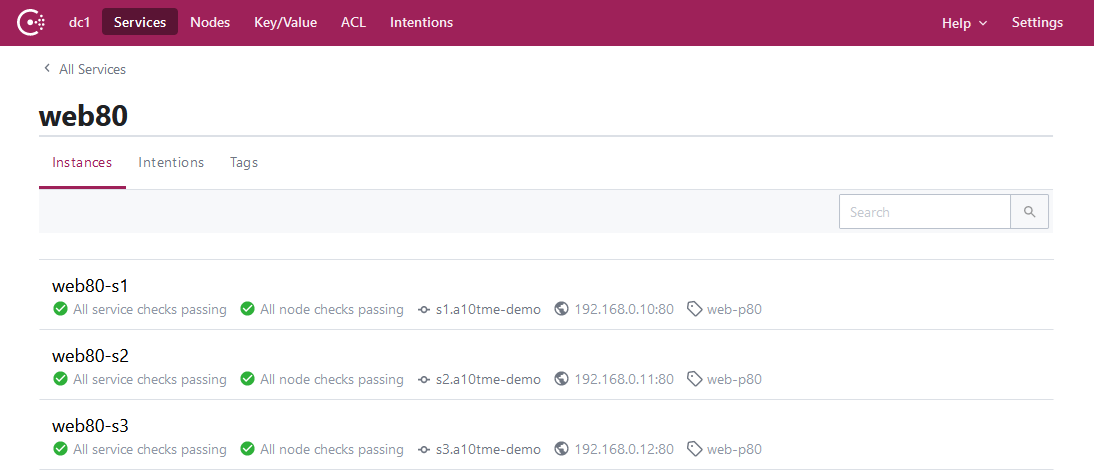 dc1 Services Nodes Key/Value ACL Intentions Help Settings
All Services
web80
Instances Intentions Tags
Search
web80-s1
All service checks passing All node checks passing s1.a10tme-demo 192.168.0.10:80 web-p80
web80-s2
All service checks passing All node checks passing s2.a10tme-demo 192.168.0.11:80 web-p80
web80-s3
All service checks passing All node checks passing s3.a10tme-demo 192.168.0.12:80 web-p80